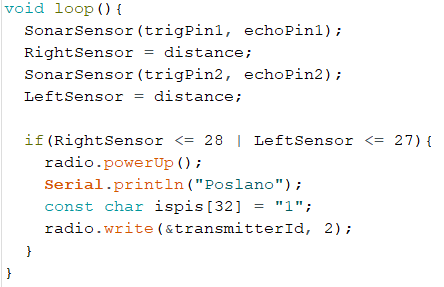 void loop(){
SonarSensor(trigPin1, echoPin1);
RightSensor = distance;
SonarSensor(trigPin2, echoPin2);
LeftSensor = distance;
if(RightSensor <= 28 | LeftSensor <= 27){
radio.powerUp();
Serial.println("Poslano");
const char ispis[32] = "1";
radio.write(&transmitterId, 2);
}
}